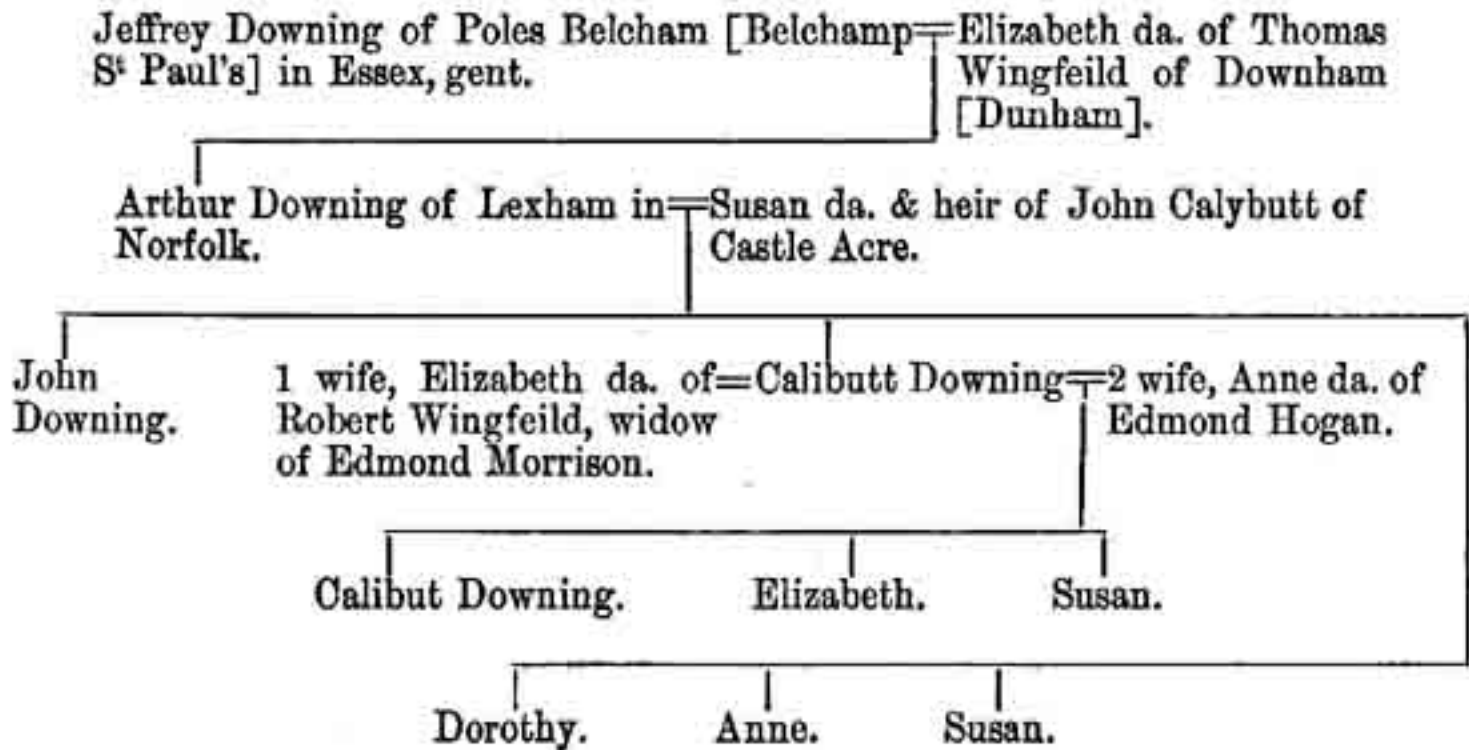 Jeffrey Downing of Poles Belcham [Belchamp=Elizabeth da. of Thomas
St Paul's] in Essex, gent. Wingfeild of Downham
[Dunham].
Arthur Downing of Lexham in=Susan da. & heir of John Calybutt of
Norfolk. Castle Acre.
John 1 wife, Elizabeth da. of=Calibutt Downing=2 wife, Anne da. of
Downing. Robert Wingfeild, widow Edmond Hogan.
of Edmond Morrison.
Calibut Downing. Elizabeth. Susan.
Dorothy. Anne. Susan.